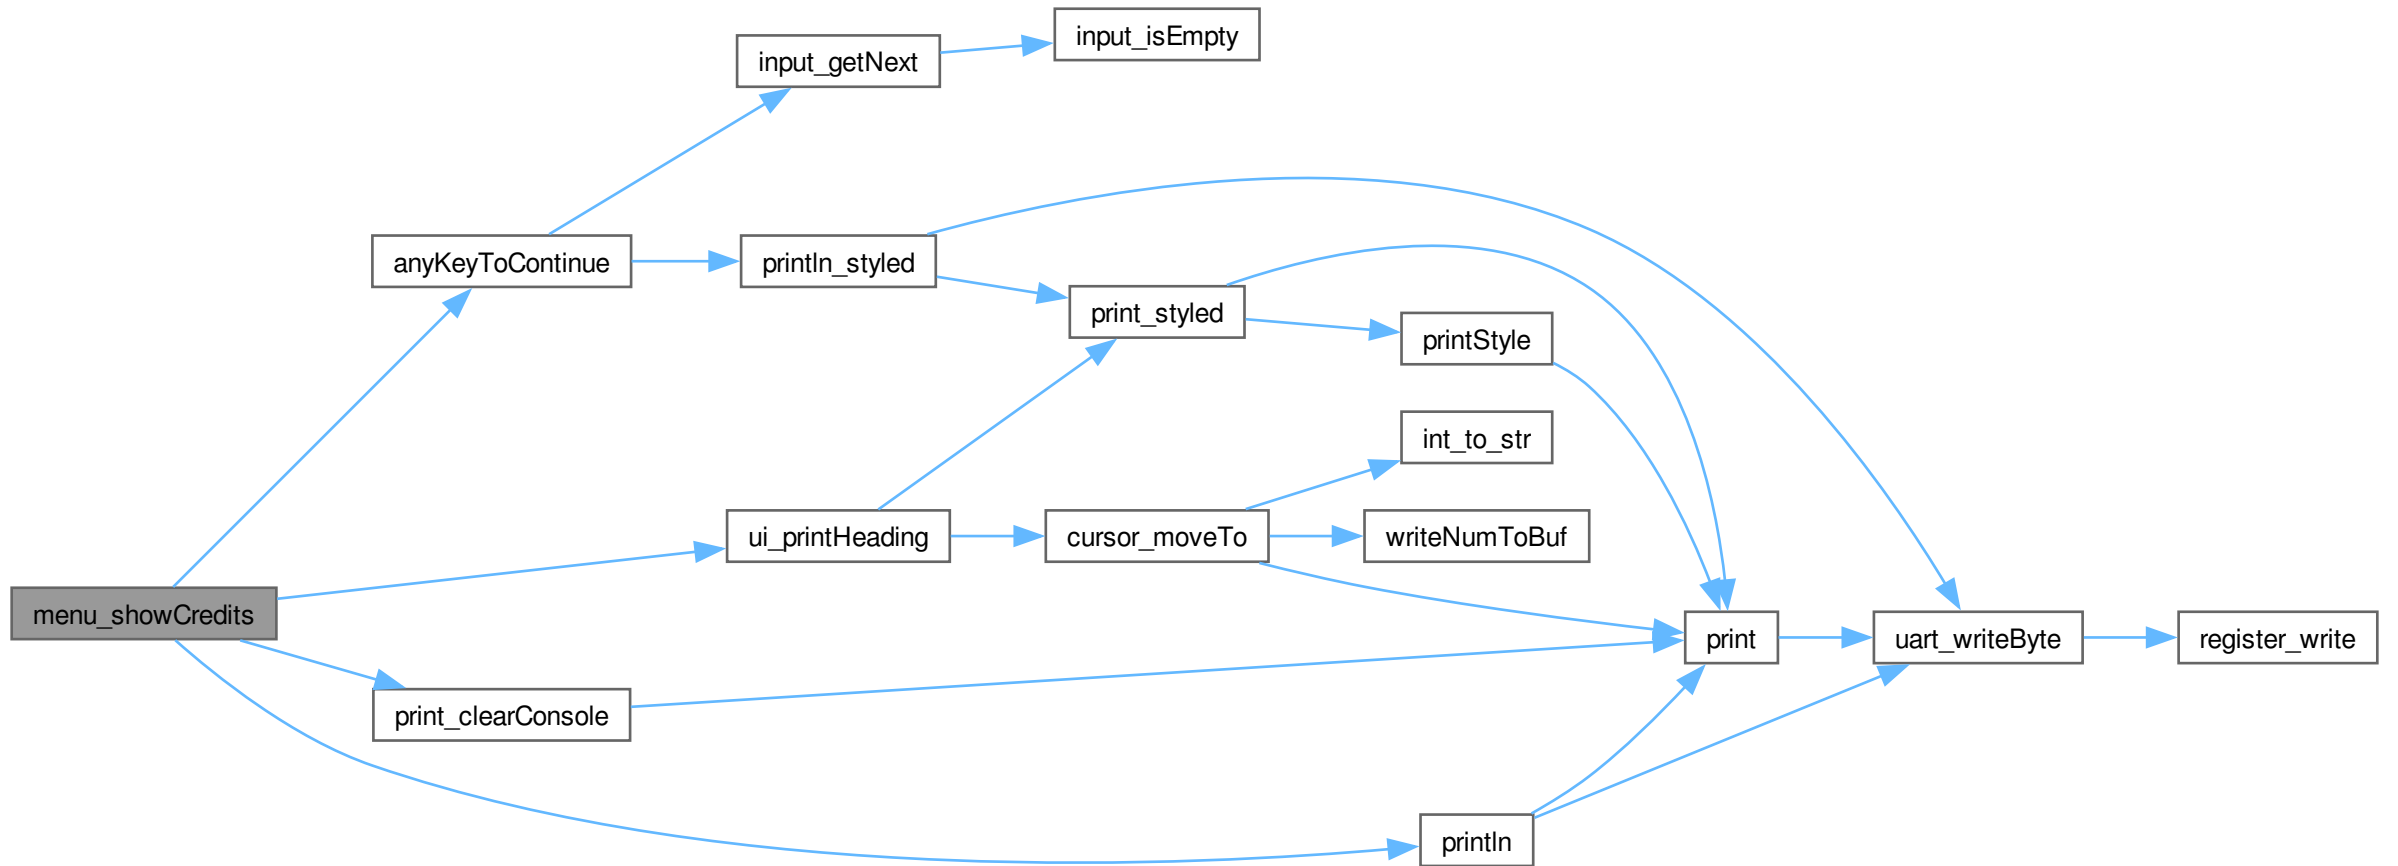 input_isEmpty
input_getNext
anyKeyToContinue
println_styled
print_styled
printStyle
int_to_str
ui_printHeading
cursor_moveTo
writeNumToBuf
menu_showCredits
print
uart_writeByte
register_write
print_clearConsole
println